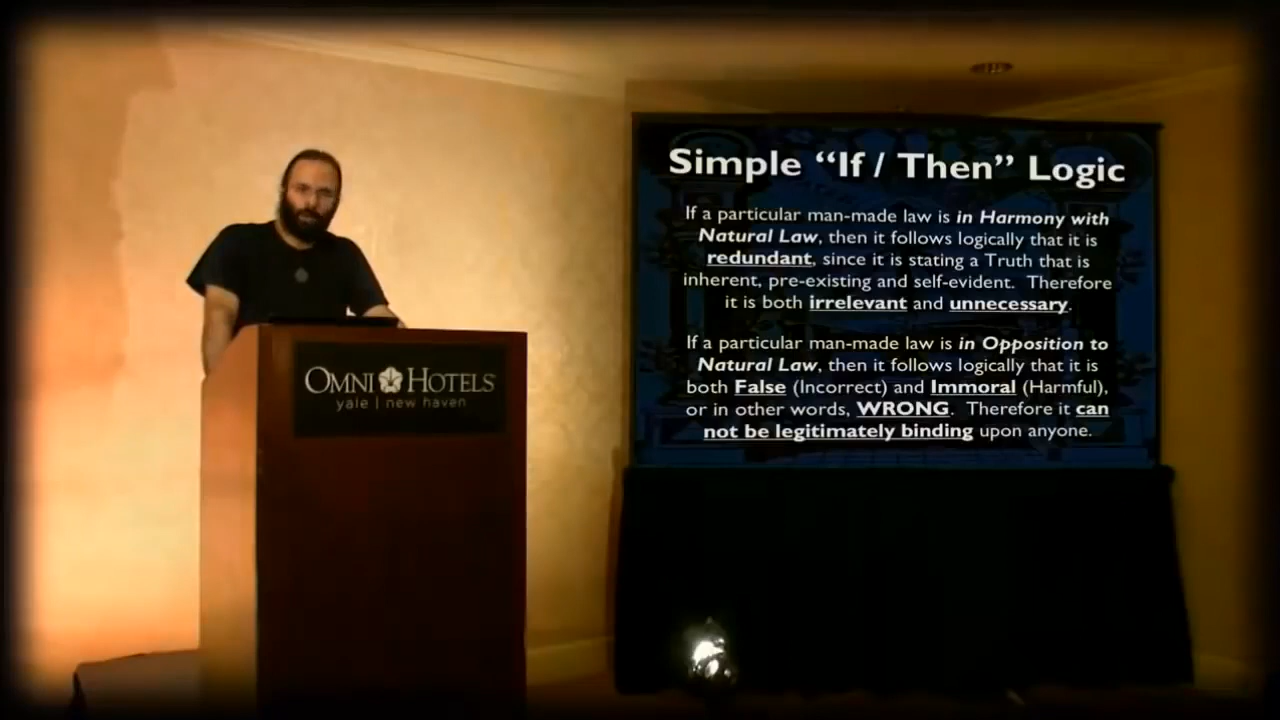 OMNI HOTELS
yale | new haven
Simple “If / Then” Logic
If a particular man-made law is in Harmony with
Natural Law, then it follows logically that it is
redundant, since it is stating a Truth that is
inherent, pre-existing and self-evident. Therefore
it is both irrelevant and unnecessary.
If a particular man-made law is in Opposition to
Natural Law, then it follows logically that it is
both False (Incorrect) and Immoral (Harmful),
or in other words, WRONG. Therefore it can
not be legitimately binding upon anyone.